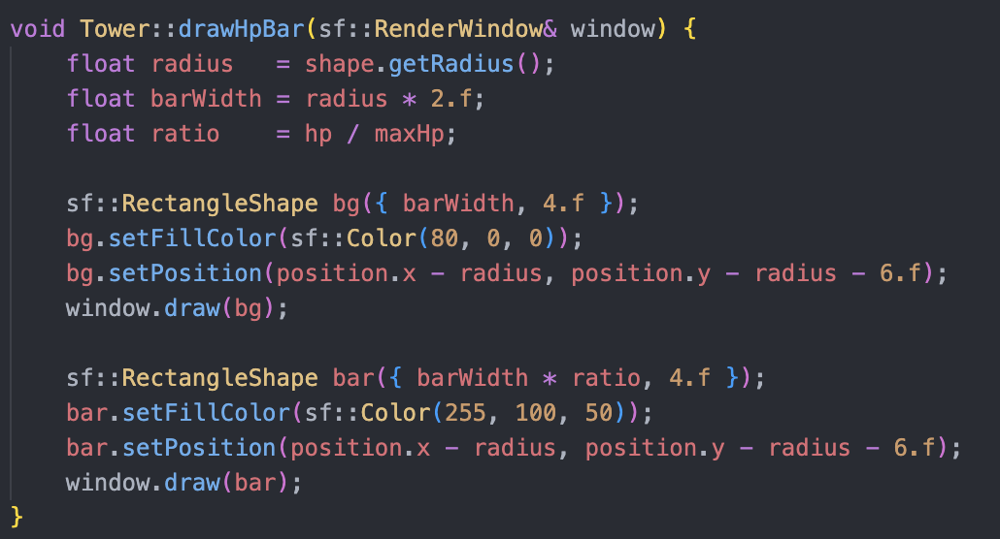 void Tower::drawHpBar(sf::RenderWindow& window) {
    float radius   = shape.getRadius();
    float barWidth = radius * 2.f;
    float ratio    = hp / maxHp;

    sf::RectangleShape bg({ barWidth, 4.f });
    bg.setFillColor(sf::Color(80, 0, 0));
    bg.setPosition(position.x - radius, position.y - radius - 6.f);
    window.draw(bg);

    sf::RectangleShape bar({ barWidth * ratio, 4.f });
    bar.setFillColor(sf::Color(255, 100, 50));
    bar.setPosition(position.x - radius, position.y - radius - 6.f);
    window.draw(bar);
}